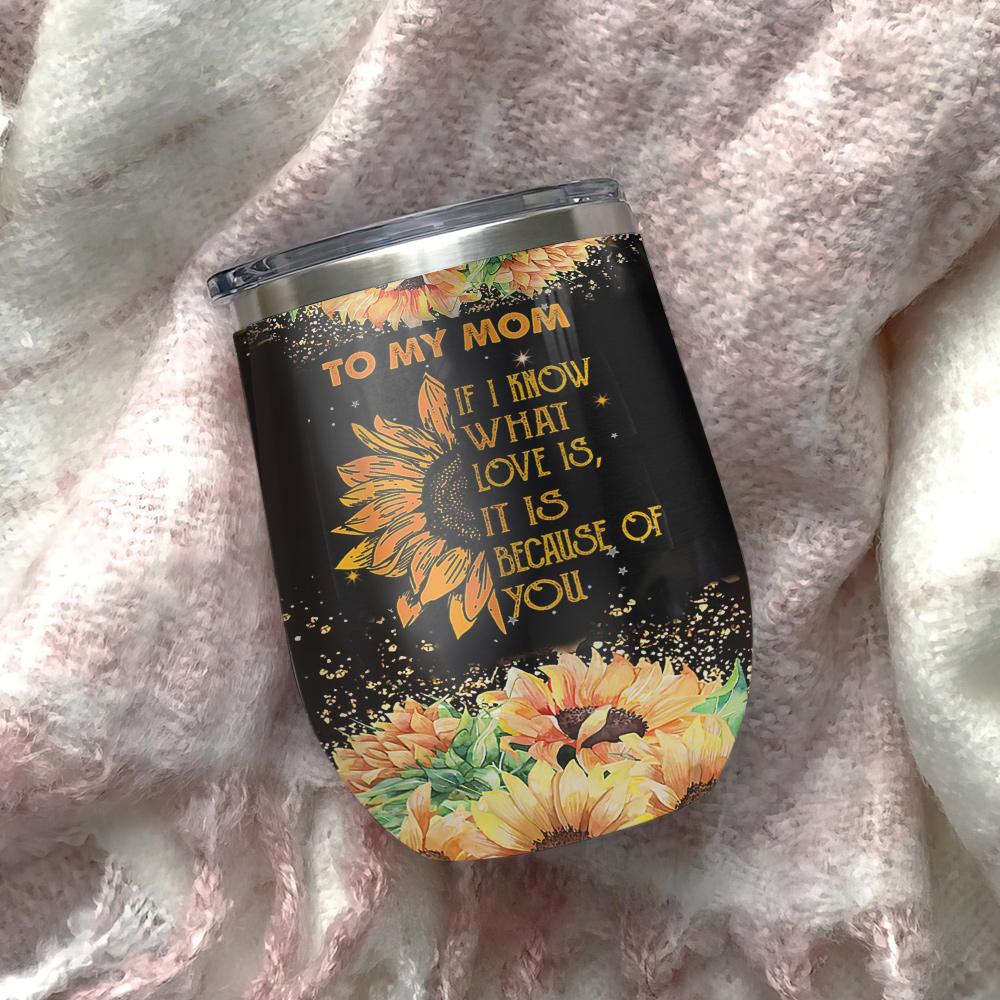 TO MY MOM
IF I KNOW
WHAT
LOVE IS,
IT IS
BECAUSE OF
YOU